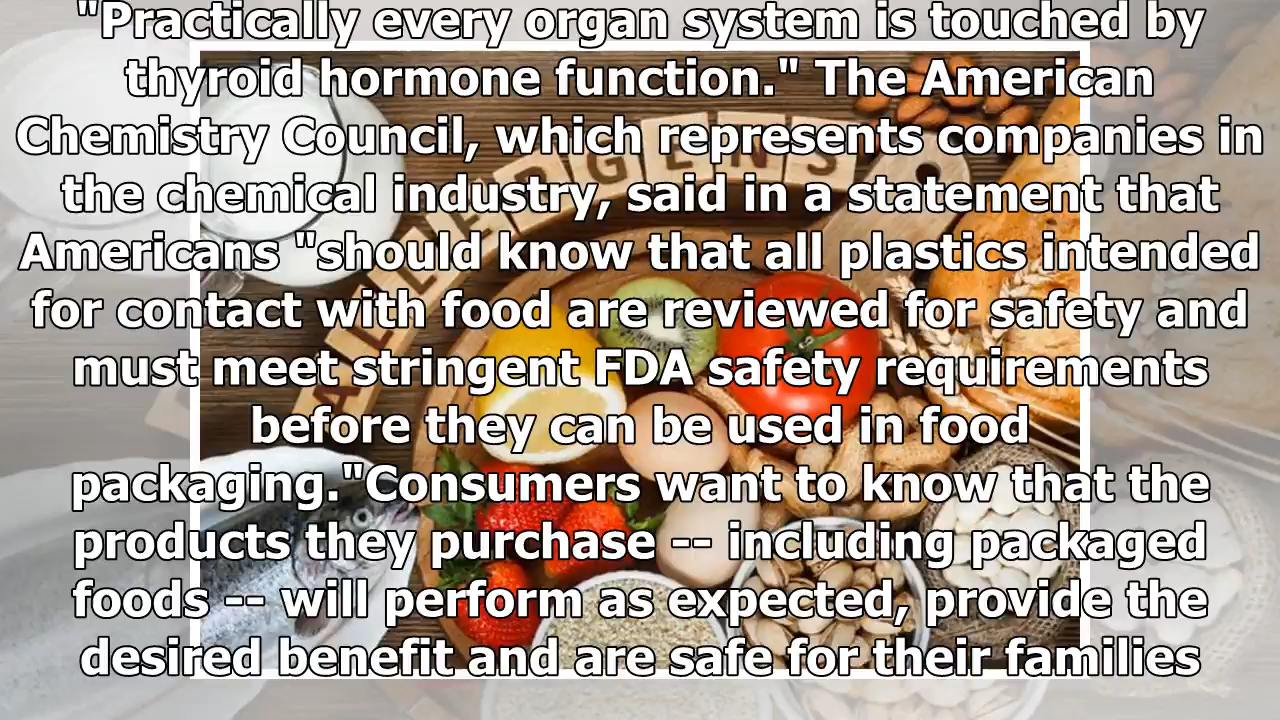 "Practically every organ system is touched by
thyroid hormone function." The American
Chemistry Council, which represents companies in
the chemical industry, said in a statement that
Americans "should know that all plastics intended
for contact with food are reviewed for safety and
must meet stringent FDA safety requirements
before they can be used in food
packaging."Consumers want to know that the
products they purchase -- including packaged
foods -- will perform as expected, provide the
desired benefit and are safe for their families
ALLERGENS